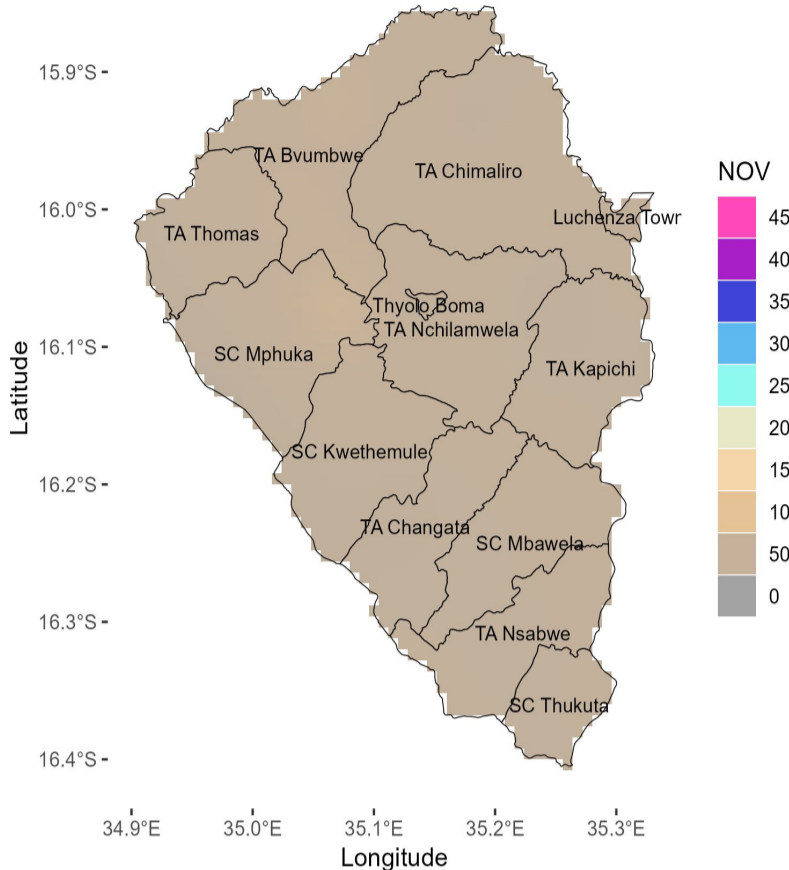 15.9°S
16.0°S
16.1°S
16.2°S
16.3°S
16.4°S
Latitude
TA Bvumbwe
TA Chimaliro
TA Thomas
Luchenza Towr
Thyolo Boma
TA Nchilamwela
SC Mphuka
TA Kapichi
SC Kwethemule
TA Changata
SC Mbawela
TA Nsabwe
SC Thukuta
34.9°E
35.0°E
35.1°E
35.2°E
35.3°E
Longitude
NOV
45
40
35
30
25
20
15
10
50
0